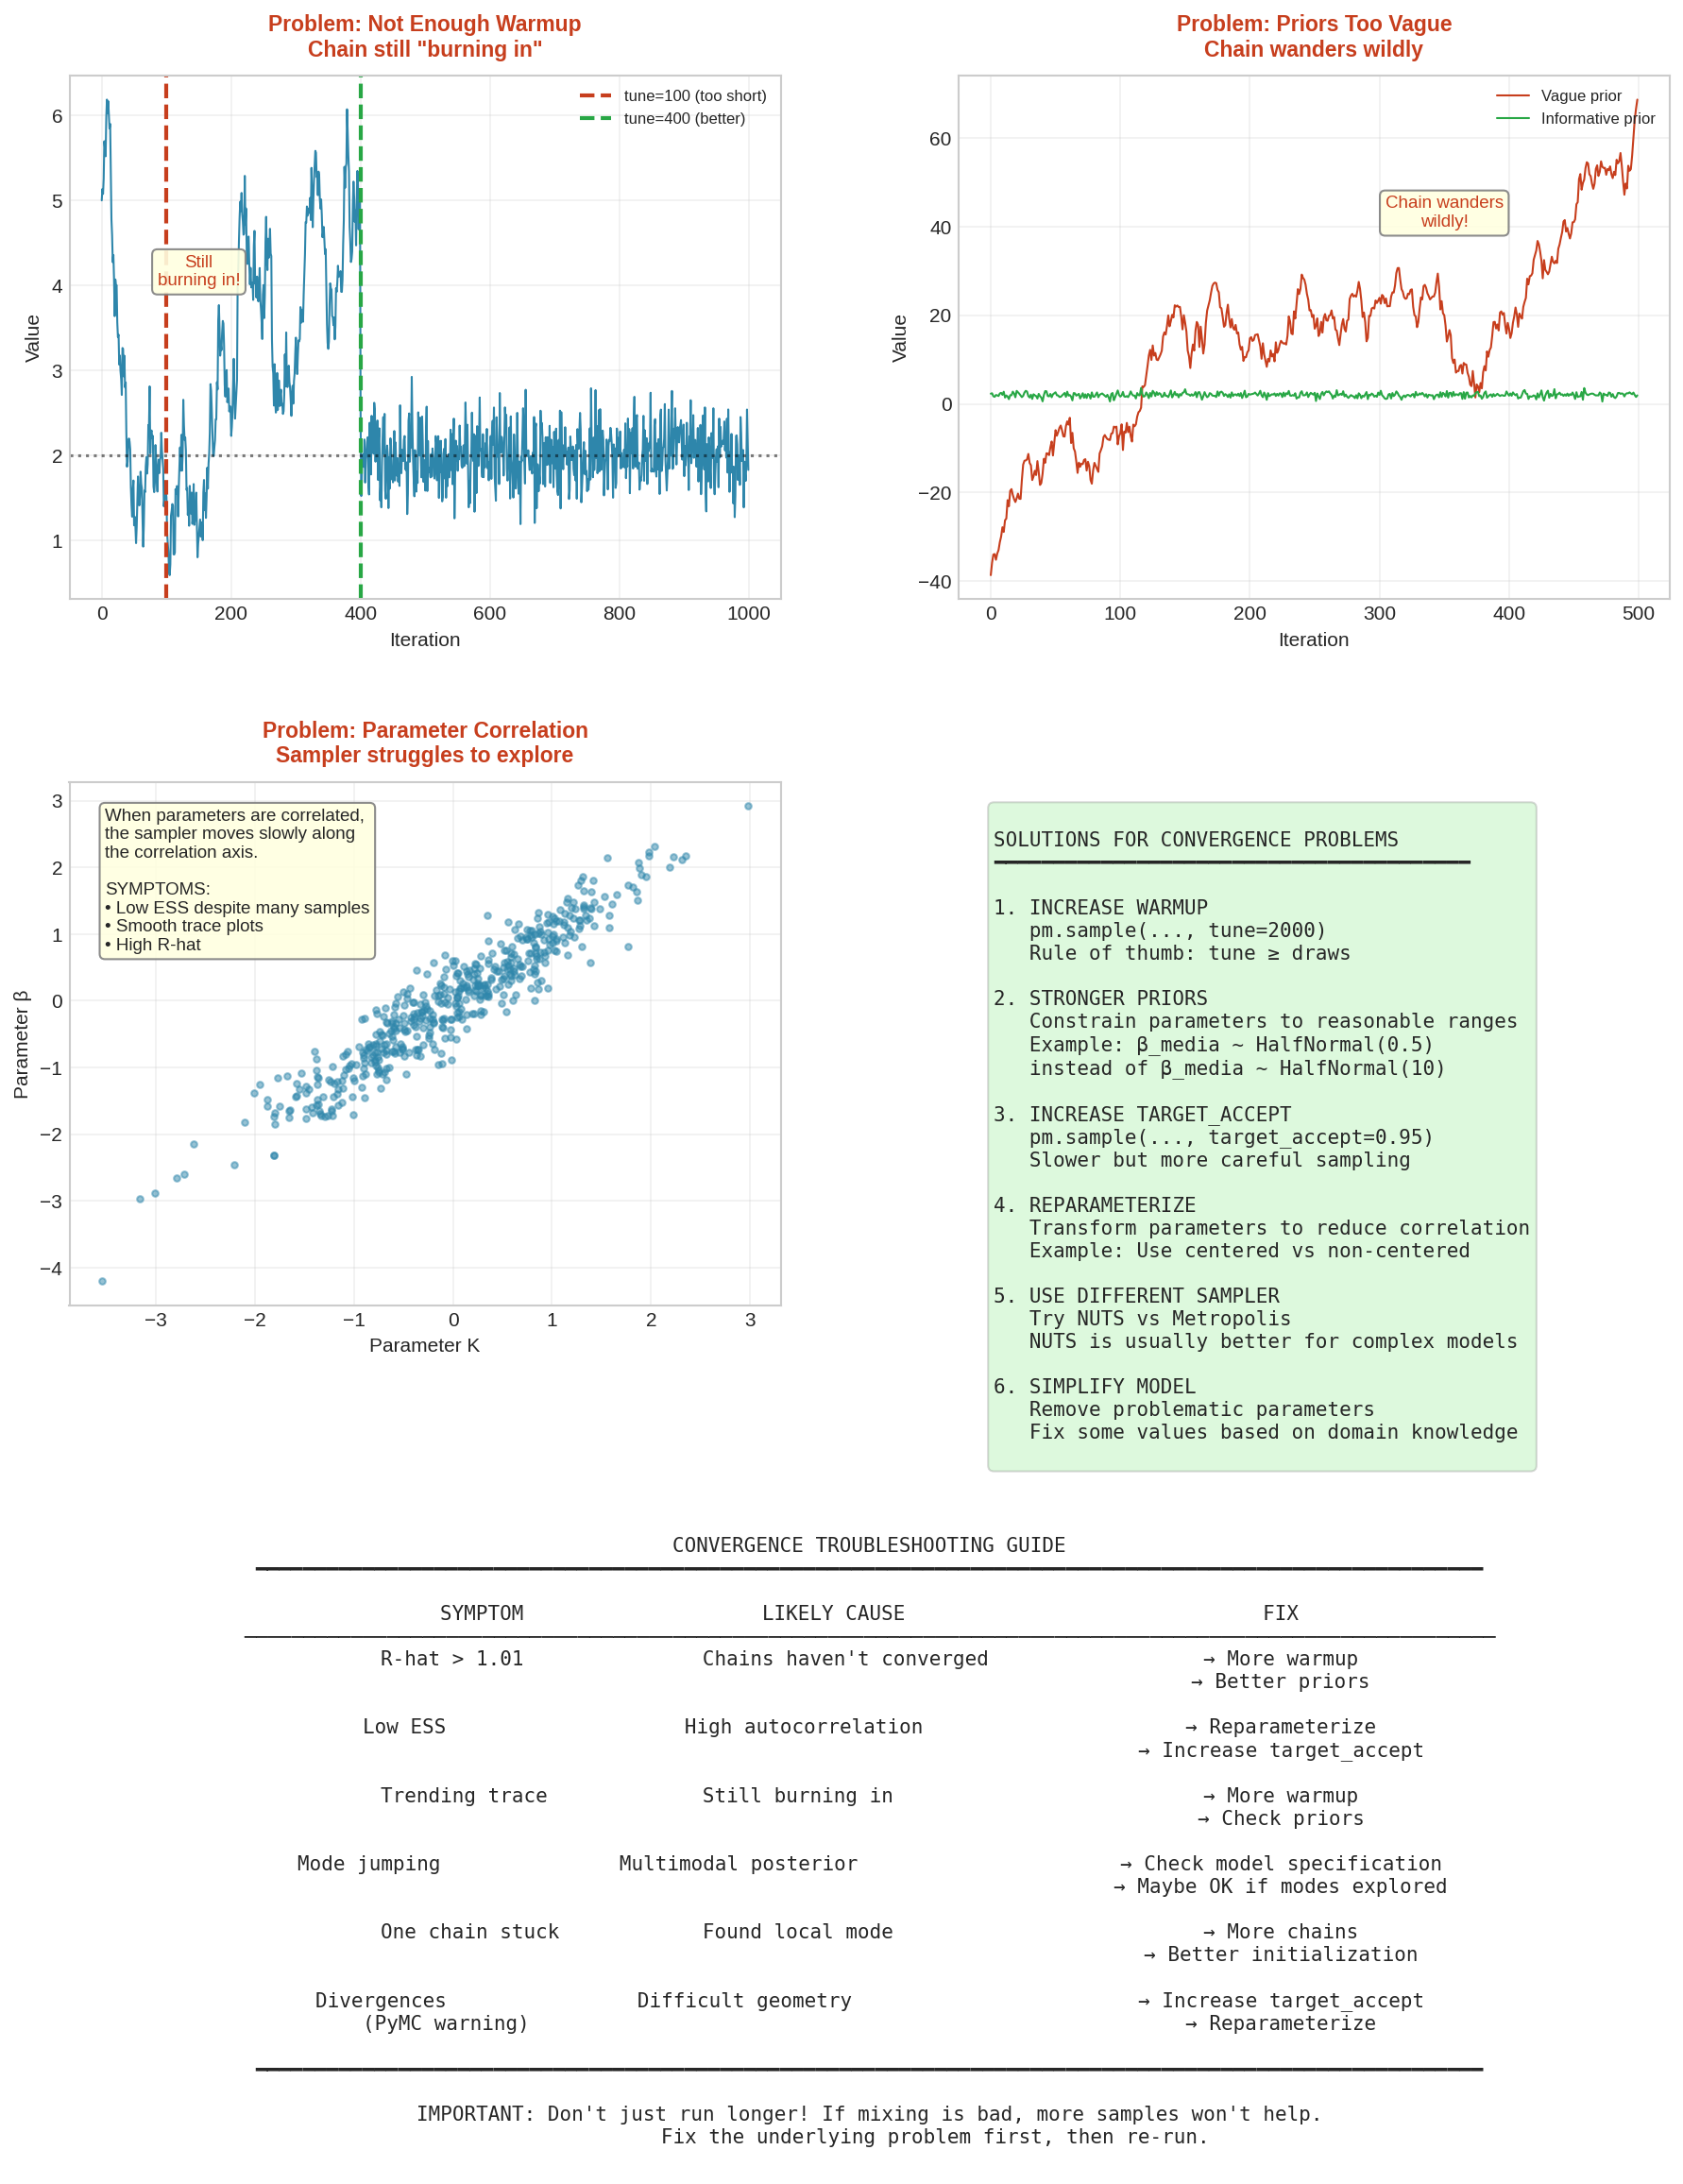 Problem: Not Enough Warmup
Chain still "burning in"
tune=100 (too short)
tune=400 (better)
Still
burning in!
6
5
4
3
2
1
Value
0
200
400
600
800
1000
Iteration
Problem: Priors Too Vague
Chain wanders wildly
Vague prior
Informative prior
Chain wanders
wildly!
60
40
20
0
−20
−40
Value
0
100
200
300
400
500
Iteration
Problem: Parameter Correlation
Sampler struggles to explore
When parameters are correlated,
the sampler moves slowly along
the correlation axis.
SYMPTOMS:
• Low ESS despite many samples
• Smooth trace plots
• High R-hat
3
2
1
0
−1
−2
−3
−4
Parameter β
−3
−2
−1
0
1
2
3
Parameter K
SOLUTIONS FOR CONVERGENCE PROBLEMS
1. INCREASE WARMUP
pm.sample(..., tune=2000)
Rule of thumb: tune ≥ draws
2. STRONGER PRIORS
Constrain parameters to reasonable ranges
Example: β_media ~ HalfNormal(0.5)
instead of β_media ~ HalfNormal(10)
3. INCREASE TARGET_ACCEPT
pm.sample(..., target_accept=0.95)
Slower but more careful sampling
4. REPARAMETERIZE
Transform parameters to reduce correlation
Example: Use centered vs non-centered
5. USE DIFFERENT SAMPLER
Try NUTS vs Metropolis
NUTS is usually better for complex models
6. SIMPLIFY MODEL
Remove problematic parameters
Fix some values based on domain knowledge
CONVERGENCE TROUBLESHOOTING GUIDE
SYMPTOM LIKELY CAUSE FIX
R-hat > 1.01 Chains haven't converged → More warmup
→ Better priors
Low ESS High autocorrelation → Reparameterize
→ Increase target_accept
Trending trace Still burning in → More warmup
→ Check priors
Mode jumping Multimodal posterior → Check model specification
→ Maybe OK if modes explored
One chain stuck Found local mode → More chains
→ Better initialization
Divergences Difficult geometry → Increase target_accept
(PyMC warning) → Reparameterize
IMPORTANT: Don't just run longer! If mixing is bad, more samples won't help.
Fix the underlying problem first, then re-run.